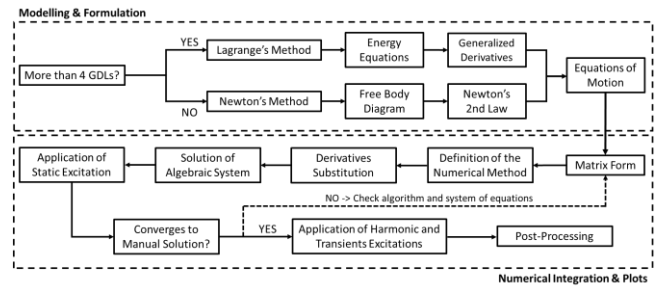 Modelling & Formulation
YES
Lagrange's Method
Energy
Equations
Generalized
Derivatives
More than 4 GDLs?
Equations of
Motion
NO
Newton's Method
Free Body
Diagram
Newton's
2nd Law
Application of
Static Excitation
Solution of
Algebraic System
Derivatives
Substitution
Definition of the
Numerical Method
Matrix Form
NO -> Check algorithm and system of equations
Converges to
Manual Solution?
YES
Application of Harmonic and
Transients Excitations
Post-Processing
Numerical Integration & Plots